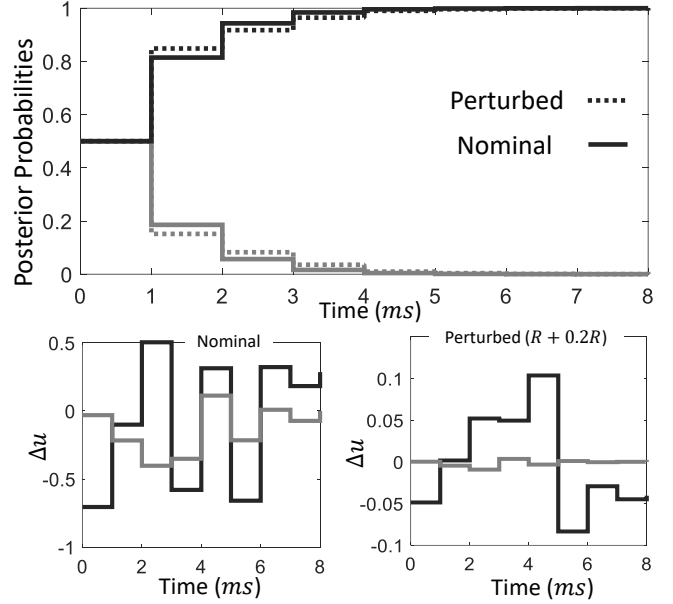 1
0.8
0.6
0.4
0.2
0
Posterior Probabilities
Perturbed
Nominal
0 1 2 3 4 5 6 7 8
Time (ms)
Nominal
0.5
0
-0.5
-1
Δu
0 2 4 6 8
Time (ms)
Perturbed (R + 0.2R)
0.1
0.05
0
-0.05
-0.1
Δu
0 2 4 6 8
Time (ms)